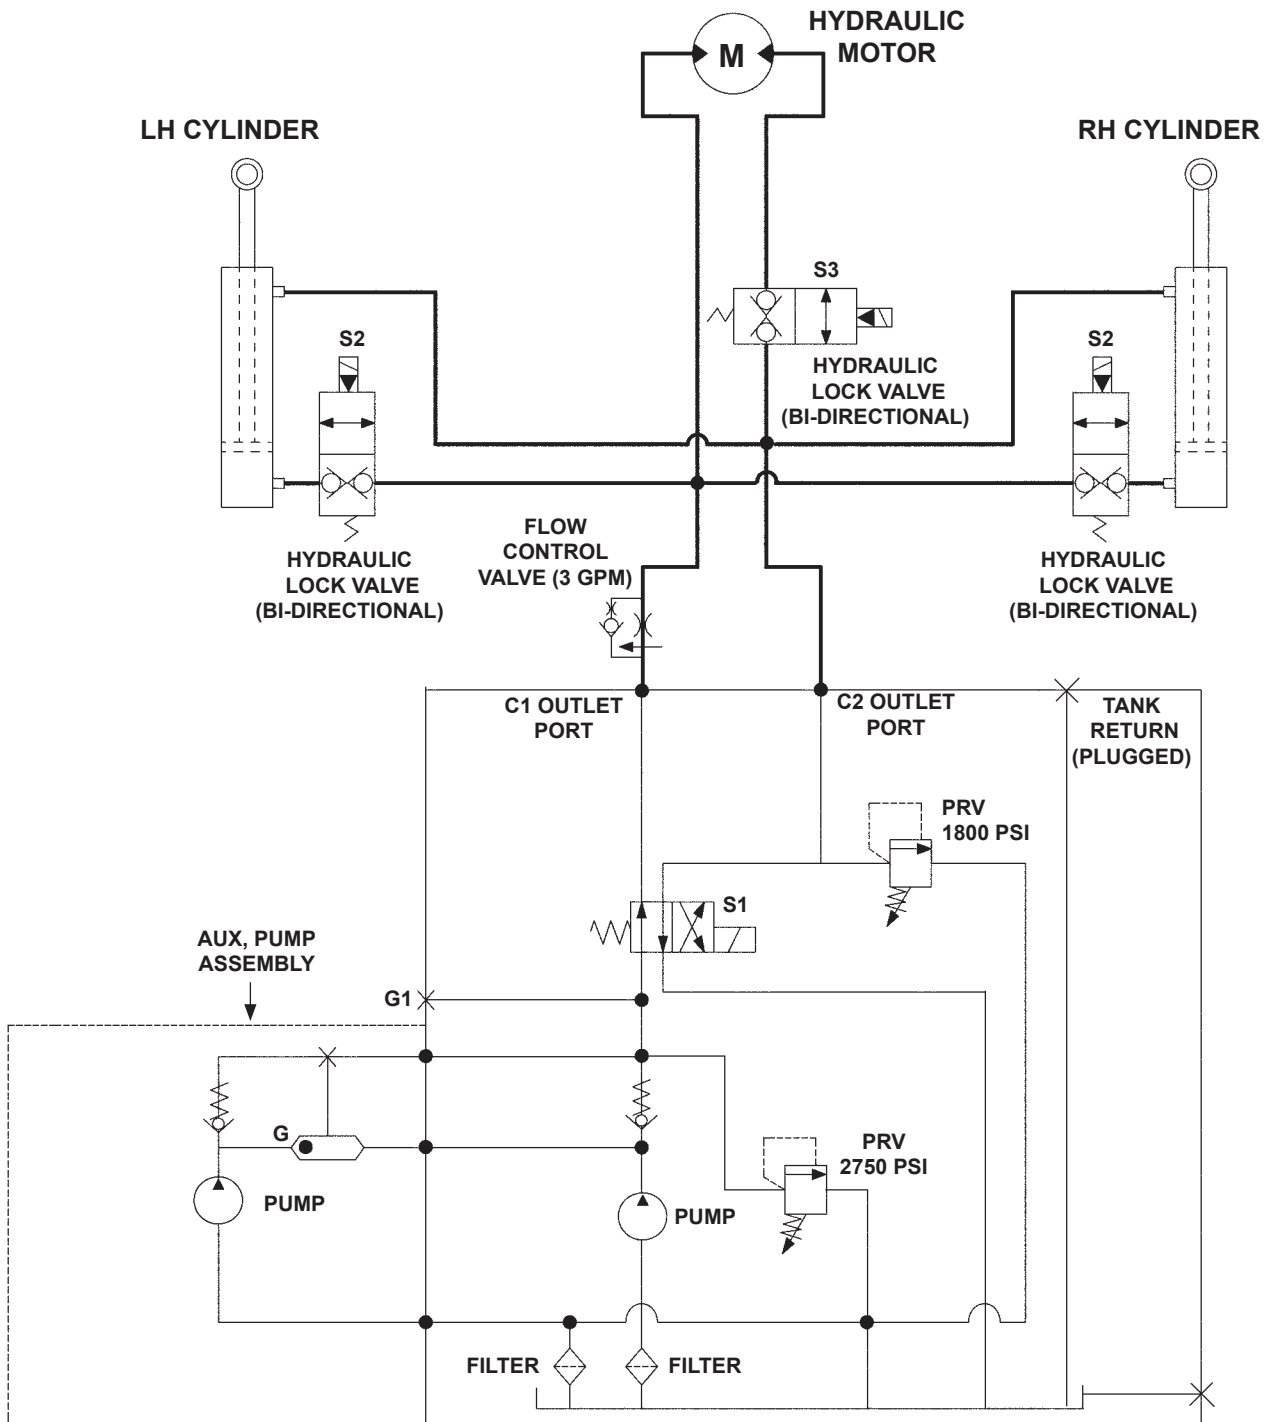 HYDRAULIC
MOTOR
M
LH CYLINDER
RH CYLINDER
S3
S2
S2
HYDRAULIC
LOCK VALVE
(BI-DIRECTIONAL)
FLOW
CONTROL
VALVE (3 GPM)
HYDRAULIC
LOCK VALVE
(BI-DIRECTIONAL)
HYDRAULIC
LOCK VALVE
(BI-DIRECTIONAL)
C1 OUTLET
PORT
C2 OUTLET
PORT
TANK
RETURN
(PLUGGED)
PRV
1800 PSI
S1
AUX, PUMP
ASSEMBLY
G1
G
PRV
2750 PSI
PUMP
PUMP
FILTER
FILTER